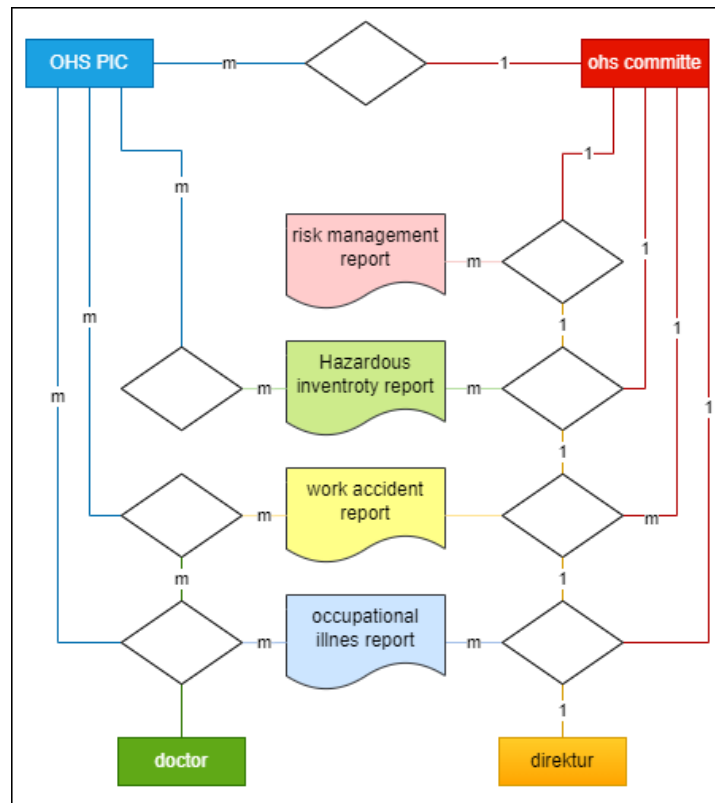 OHS PIC
m
1
ohs committe
1
m
risk management
report
m
1
1
1
m
Hazardous
inventroty report
m
m
m
1
1
work accident
report
m
m
m
1
occupational
illnes report
m
m
1
doctor
direktur